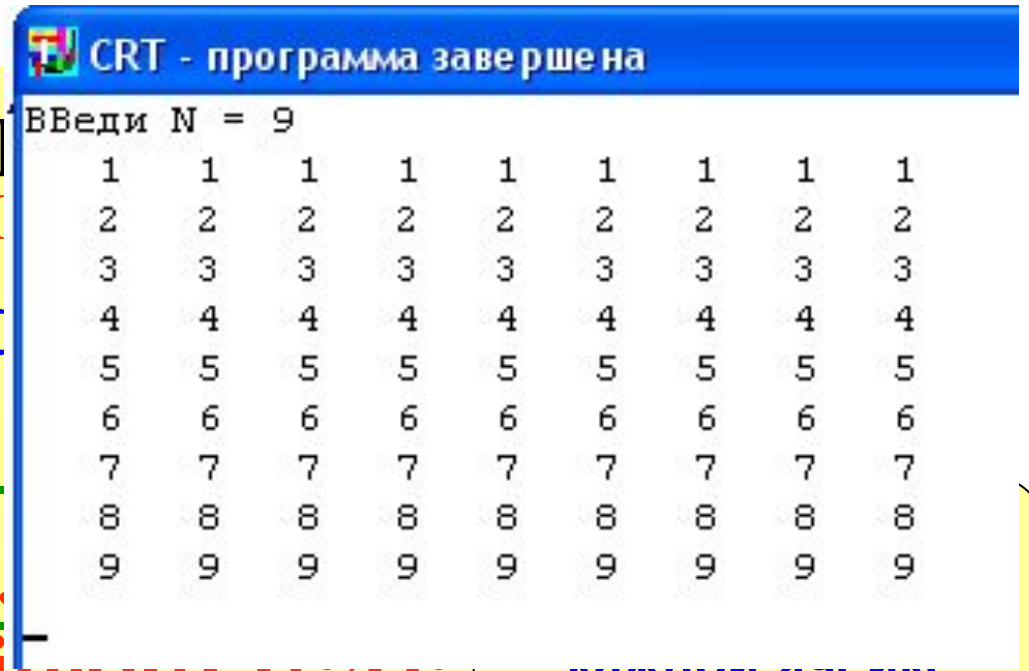 CRT - программа завершена
ВВеди N = 9
1 1 1 1 1 1 1 1 1
2 2 2 2 2 2 2 2 2
3 3 3 3 3 3 3 3 3
4 4 4 4 4 4 4 4 4
5 5 5 5 5 5 5 5 5
6 6 6 6 6 6 6 6 6
7 7 7 7 7 7 7 7 7
8 8 8 8 8 8 8 8 8
9 9 9 9 9 9 9 9 9